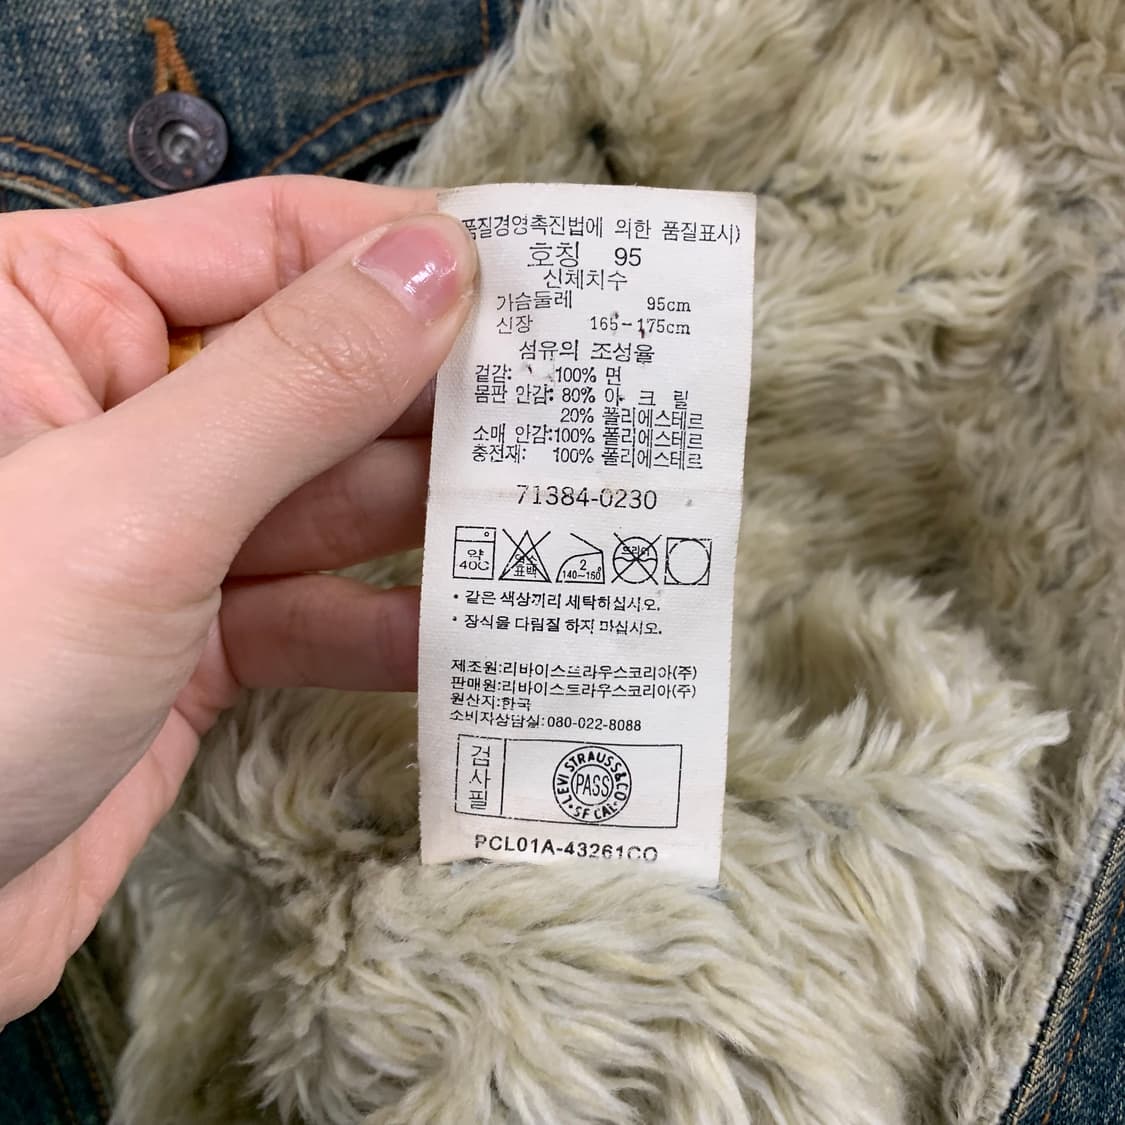 품질경영촉진법에 의한 품질표시)
호칭 95
신체치수
가슴둘레 95cm
신장 165-175cm
섬유의 조성율
겉감: 100% 면
몸판 안감: 80% 아 크 릴
20% 폴리에스테르
소매 안감:100% 폴리에스테르
충전재: 100% 폴리에스테르
71384-0230
약 40C
염소 표백
2 140~160
드라이
• 같은 색상끼리 세탁하십시오.
• 장식을 다림질 하지 마십시오.
제조원:리바이스트라우스코리아(주)
판매원:리바이스트라우스코리아(주)
원산지:한국
소비자상담실:080-022-8088
검사필
LEVI STRAUSS & CO. SF CAL
PASS
PCL01A-43261CO